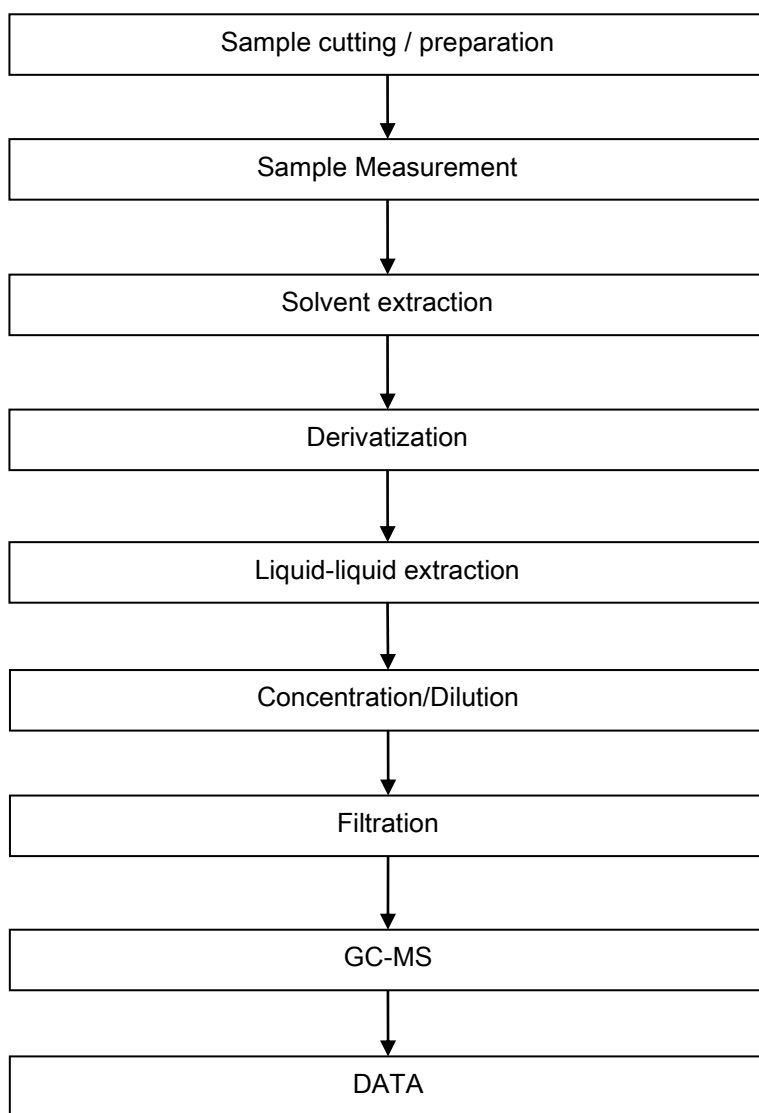 Sample cutting / preparation
Sample Measurement
Solvent extraction
Derivatization
Liquid-liquid extraction
Concentration/Dilution
Filtration
GC-MS
DATA